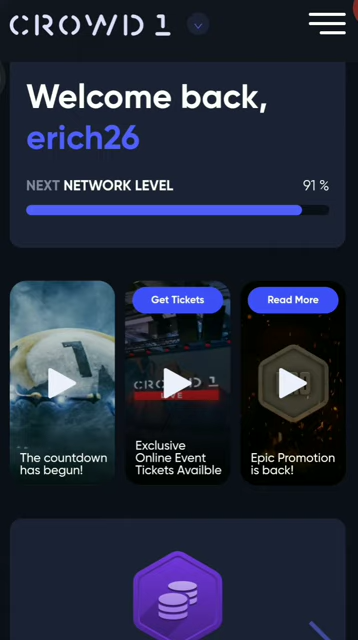 CROWD 1
Welcome back,
erich26
NEXT NETWORK LEVEL
91 %
The countdown
has begun!
Get Tickets
CROWD 1
LIVE
Exclusive
Online Event
Tickets Availble
Read More
Epic Promotion
is back!